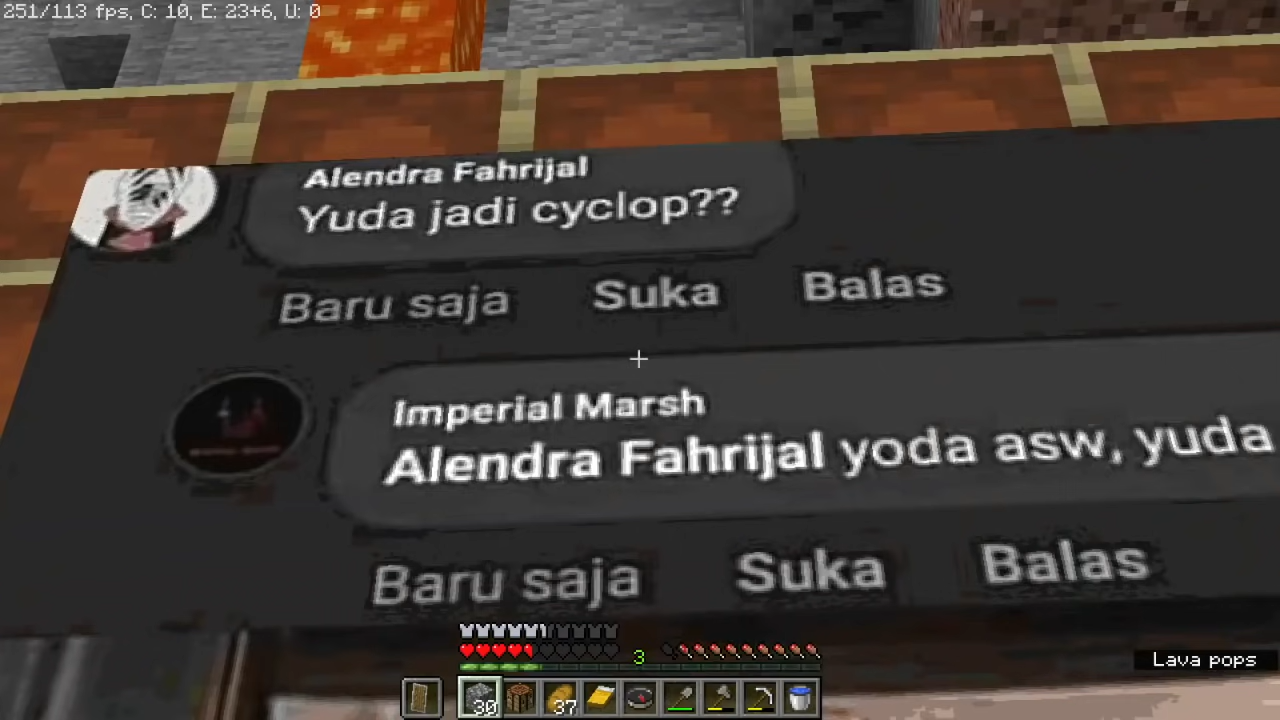 251/113 fps, C: 10, E: 23+6, U: 0
Alendra Fahrijal
Yuda jadi cyclop??
Baru saja Suka Balas
Imperial Marsh
Alendra Fahrijal yoda asw, yuda
Baru saja Suka Balas
3
Lava pops
30 37